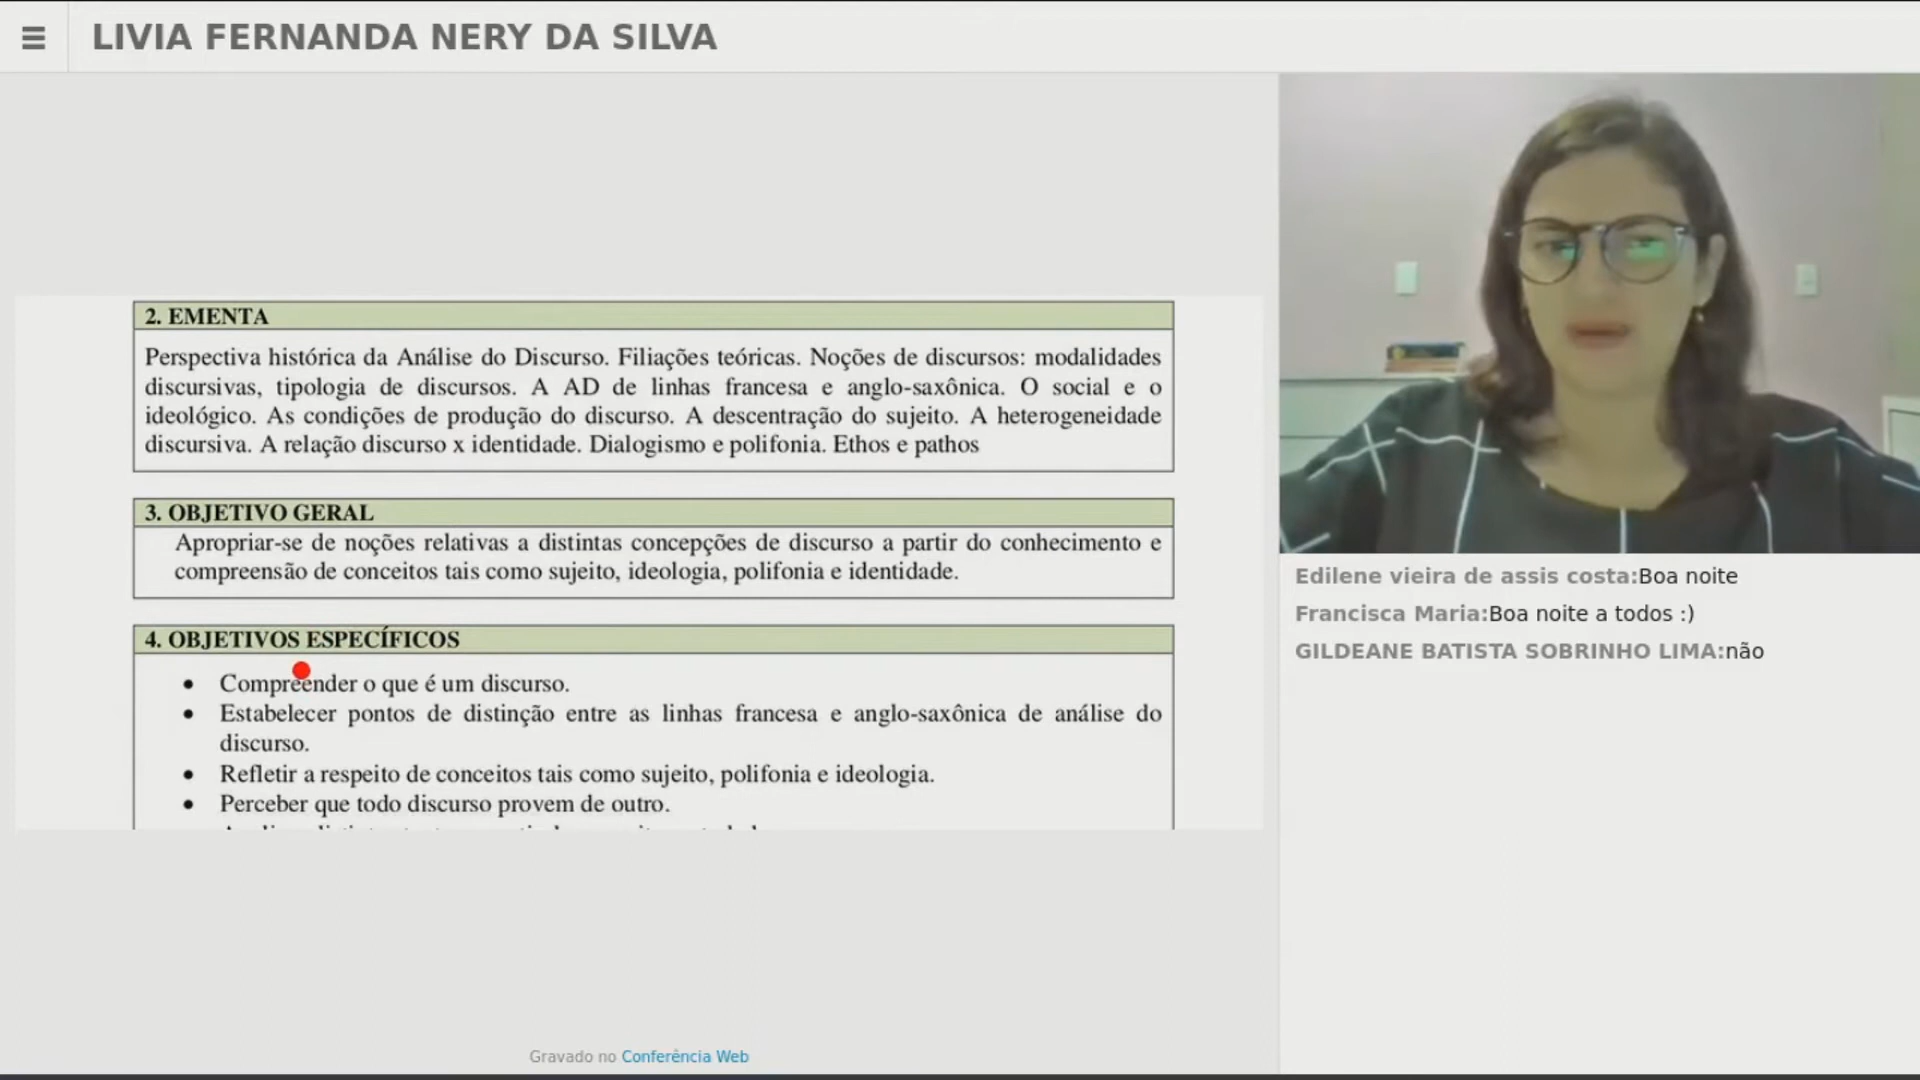 LIVIA FERNANDA NERY DA SILVA
2. EMENTA
Perspectiva histórica da Análise do Discurso. Filiações teóricas. Noções de discursos: modalidades
discursivas, tipologia de discursos. A AD de linhas francesa e anglo-saxônica. O social e o
ideológico. As condições de produção do discurso. A descentração do sujeito. A heterogeneidade
discursiva. A relação discurso x identidade. Dialogismo e polifonia. Ethos e pathos
3. OBJETIVO GERAL
Apropriar-se de noções relativas a distintas concepções de discurso a partir do conhecimento e
compreensão de conceitos tais como sujeito, ideologia, polifonia e identidade.
4. OBJETIVOS ESPECÍFICOS
• Compreender o que é um discurso.
• Estabelecer pontos de distinção entre as linhas francesa e anglo-saxônica de análise do
discurso.
• Refletir a respeito de conceitos tais como sujeito, polifonia e ideologia.
• Perceber que todo discurso provem de outro.
Edilene vieira de assis costa:Boa noite
Francisca Maria:Boa noite a todos :)
GILDEANE BATISTA SOBRINHO LIMA:não
Gravado no Conferência Web